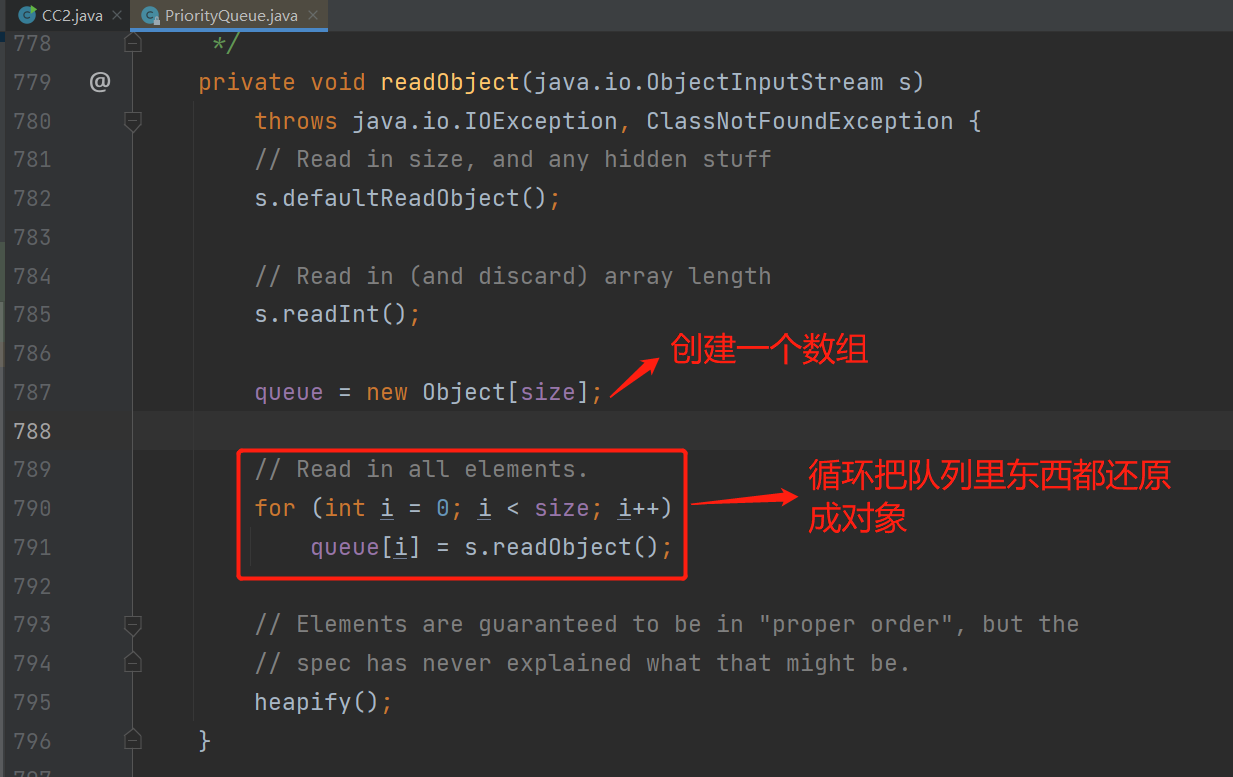 CC2.java
PriorityQueue.java
778 */
779 @ private void readObject(java.io.ObjectInputStream s)
780 throws java.io.IOException, ClassNotFoundException {
781 // Read in size, and any hidden stuff
782 s.defaultReadObject();
783
784 // Read in (and discard) array length
785 s.readInt();
786
创建一个数组
787 queue = new Object[size];
788
789 // Read in all elements.
循环把队列里东西都还原
成对象
790 for (int i = 0; i < size; i++)
791 queue[i] = s.readObject();
792
793 // Elements are guaranteed to be in "proper order", but the
794 // spec has never explained what that might be.
795 heapify();
796 }